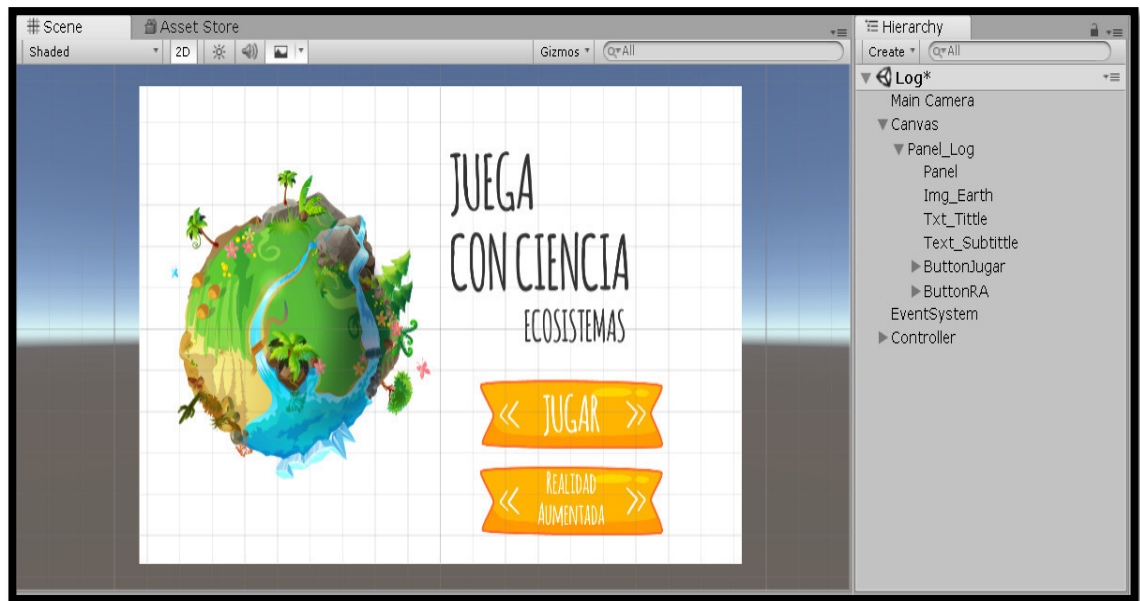 Scene
Asset Store
Shaded
2D
Gizmos
All
JUEGA
CON CIENCIA
ECOSISTEMAS
JUGAR
REALIDAD
AUMENTADA
Hierarchy
Create
All
Log*
Main Camera
Canvas
Panel_Log
Panel
Img_Earth
Txt_Tittle
Text_Subtittle
ButtonJugar
ButtonRA
EventSystem
Controller